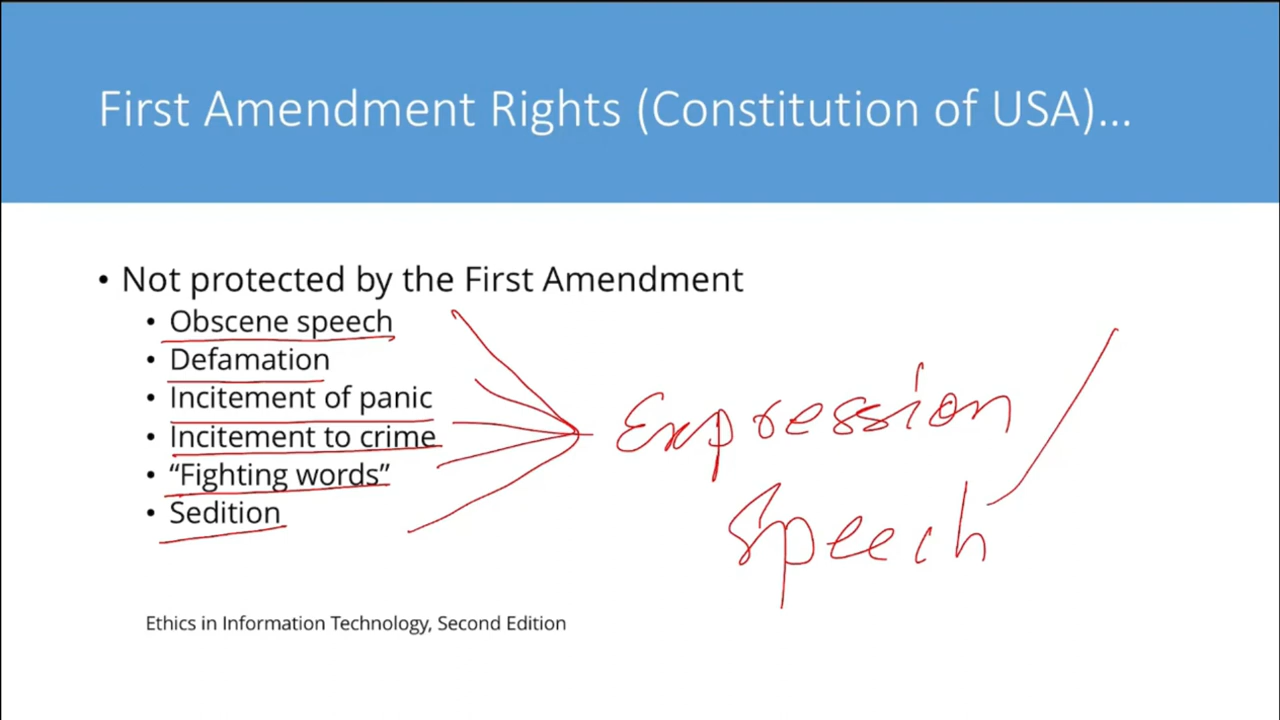 First Amendment Rights (Constitution of USA)...
• Not protected by the First Amendment
• Obscene speech
• Defamation
• Incitement of panic
• Incitement to crime
• “Fighting words”
• Sedition
Expression
Speech
Ethics in Information Technology, Second Edition